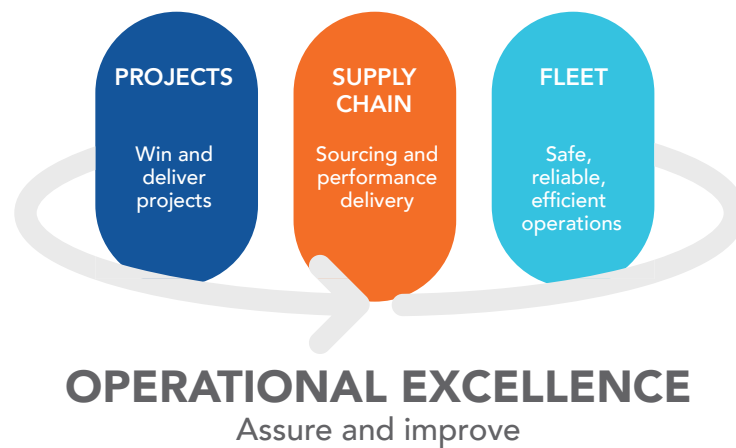 PROJECTS
Win and
deliver
projects
SUPPLY
CHAIN
Sourcing and
performance
delivery
FLEET
Safe,
reliable,
efficient
operations
OPERATIONAL EXCELLENCE
Assure and improve